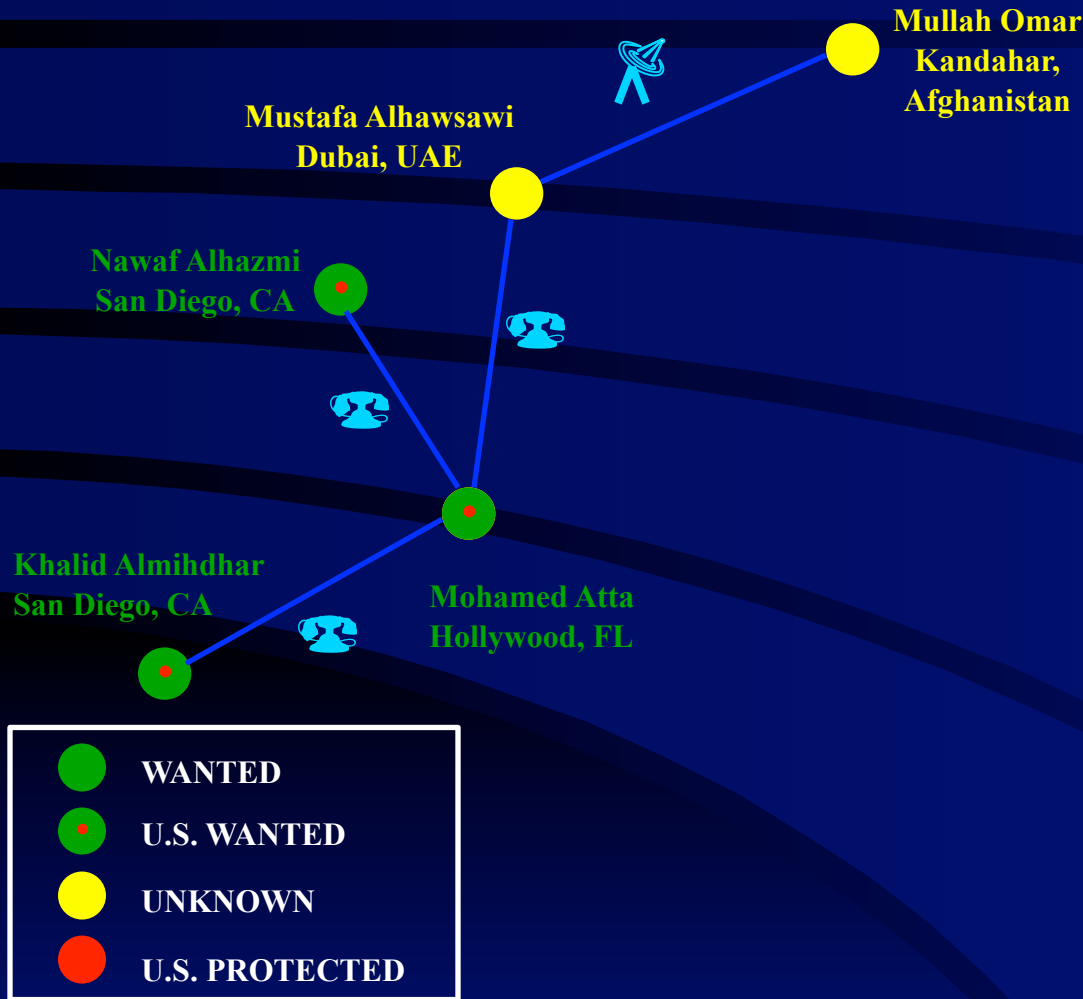 Mullah Omar
Kandahar,
Afghanistan
Mustafa Alhawsawi
Dubai, UAE
Nawaf Alhazmi
San Diego, CA
Khalid Almihdhar
San Diego, CA
Mohamed Atta
Hollywood, FL
WANTED
U.S. WANTED
UNKNOWN
U.S. PROTECTED